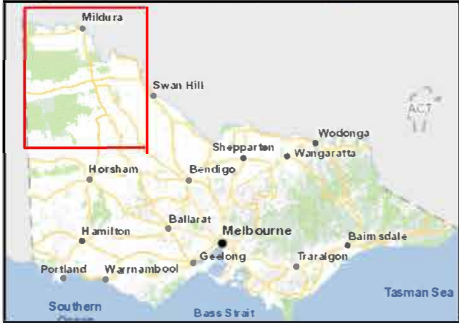 Mildura
Swan Hill
ACT
Wodonga
Shepparton
Wangaratta
Horsham
Bendigo
Ballarat
Hamilton
Melbourne
Bairnsdale
Geelong
Traralgon
Portland
Warrnambool
Tasman Sea
Southern
Bass Strait